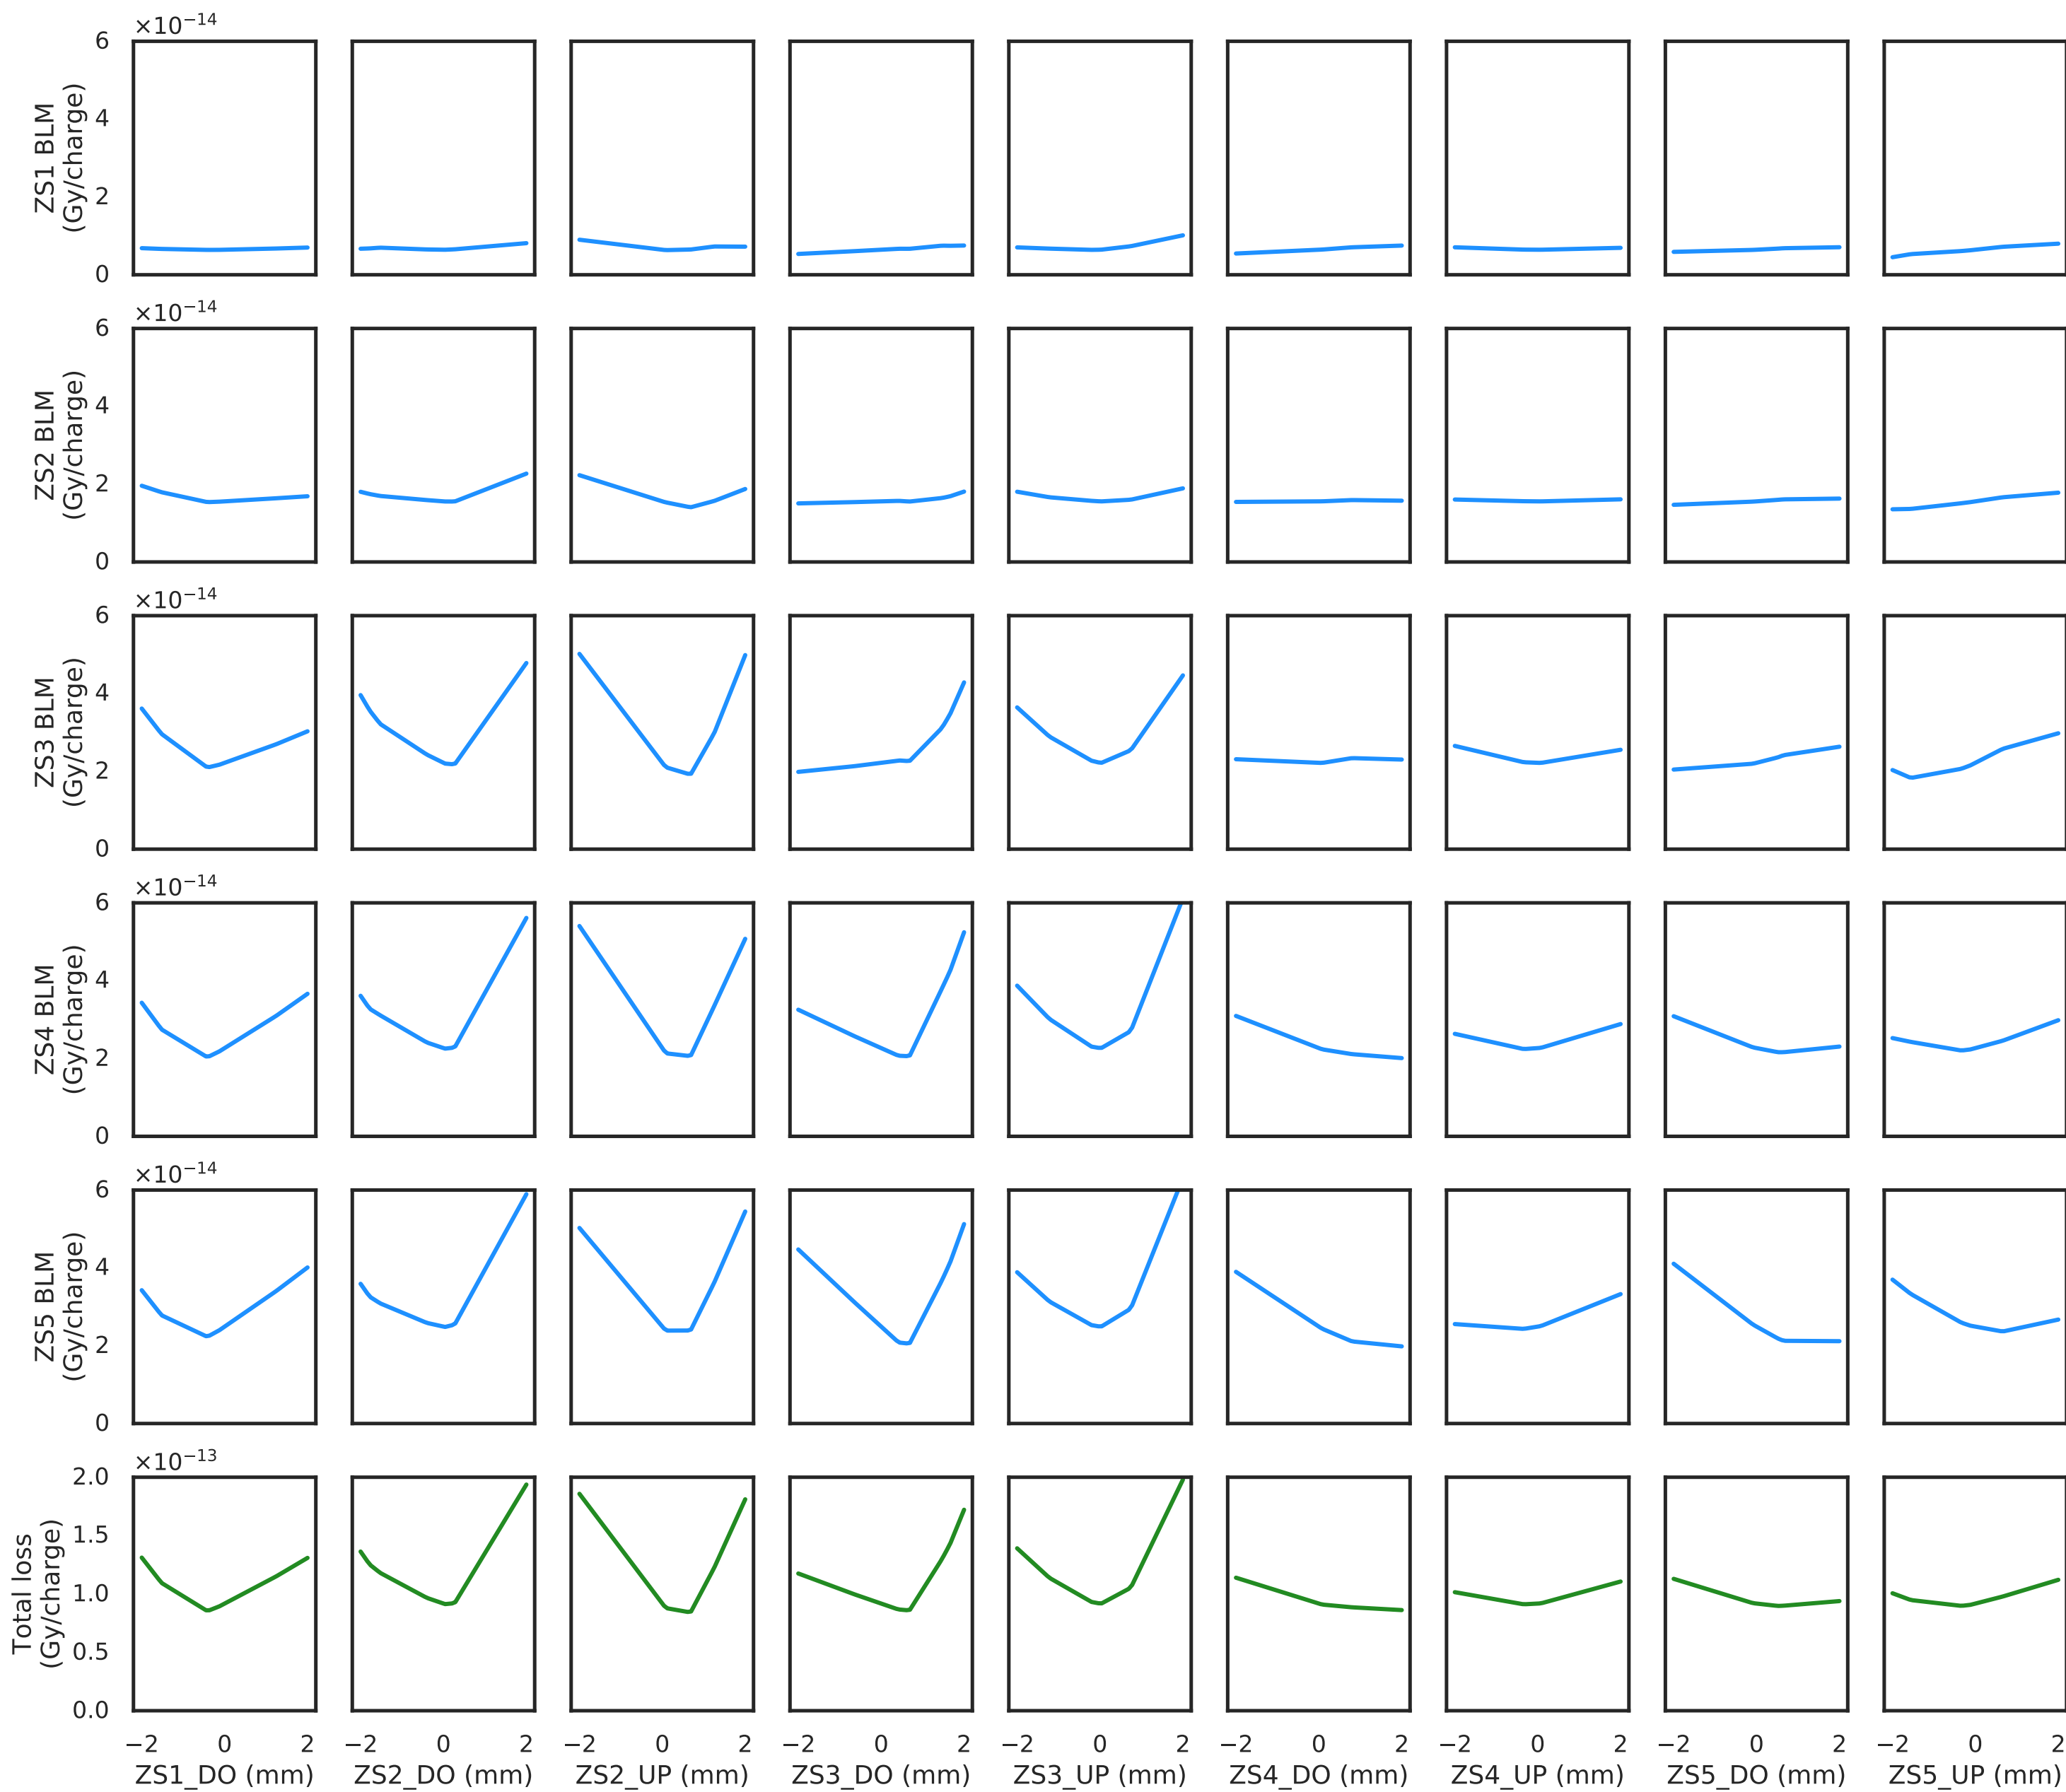 ×10⁻¹⁴
6
4
2
0
ZS1 BLM
(Gy/charge)
×10⁻¹⁴
6
4
2
0
ZS2 BLM
(Gy/charge)
×10⁻¹⁴
6
4
2
0
ZS3 BLM
(Gy/charge)
×10⁻¹⁴
6
4
2
0
ZS4 BLM
(Gy/charge)
×10⁻¹⁴
6
4
2
0
ZS5 BLM
(Gy/charge)
×10⁻¹³
2.0
1.5
1.0
0.5
0.0
Total loss
(Gy/charge)
−2 0 2 −2 0 2 −2 0 2 −2 0 2 −2 0 2 −2 0 2 −2 0 2 −2 0 2 −2 0 2
ZS1_DO (mm) ZS2_DO (mm) ZS2_UP (mm) ZS3_DO (mm) ZS3_UP (mm) ZS4_DO (mm) ZS4_UP (mm) ZS5_DO (mm) ZS5_UP (mm)